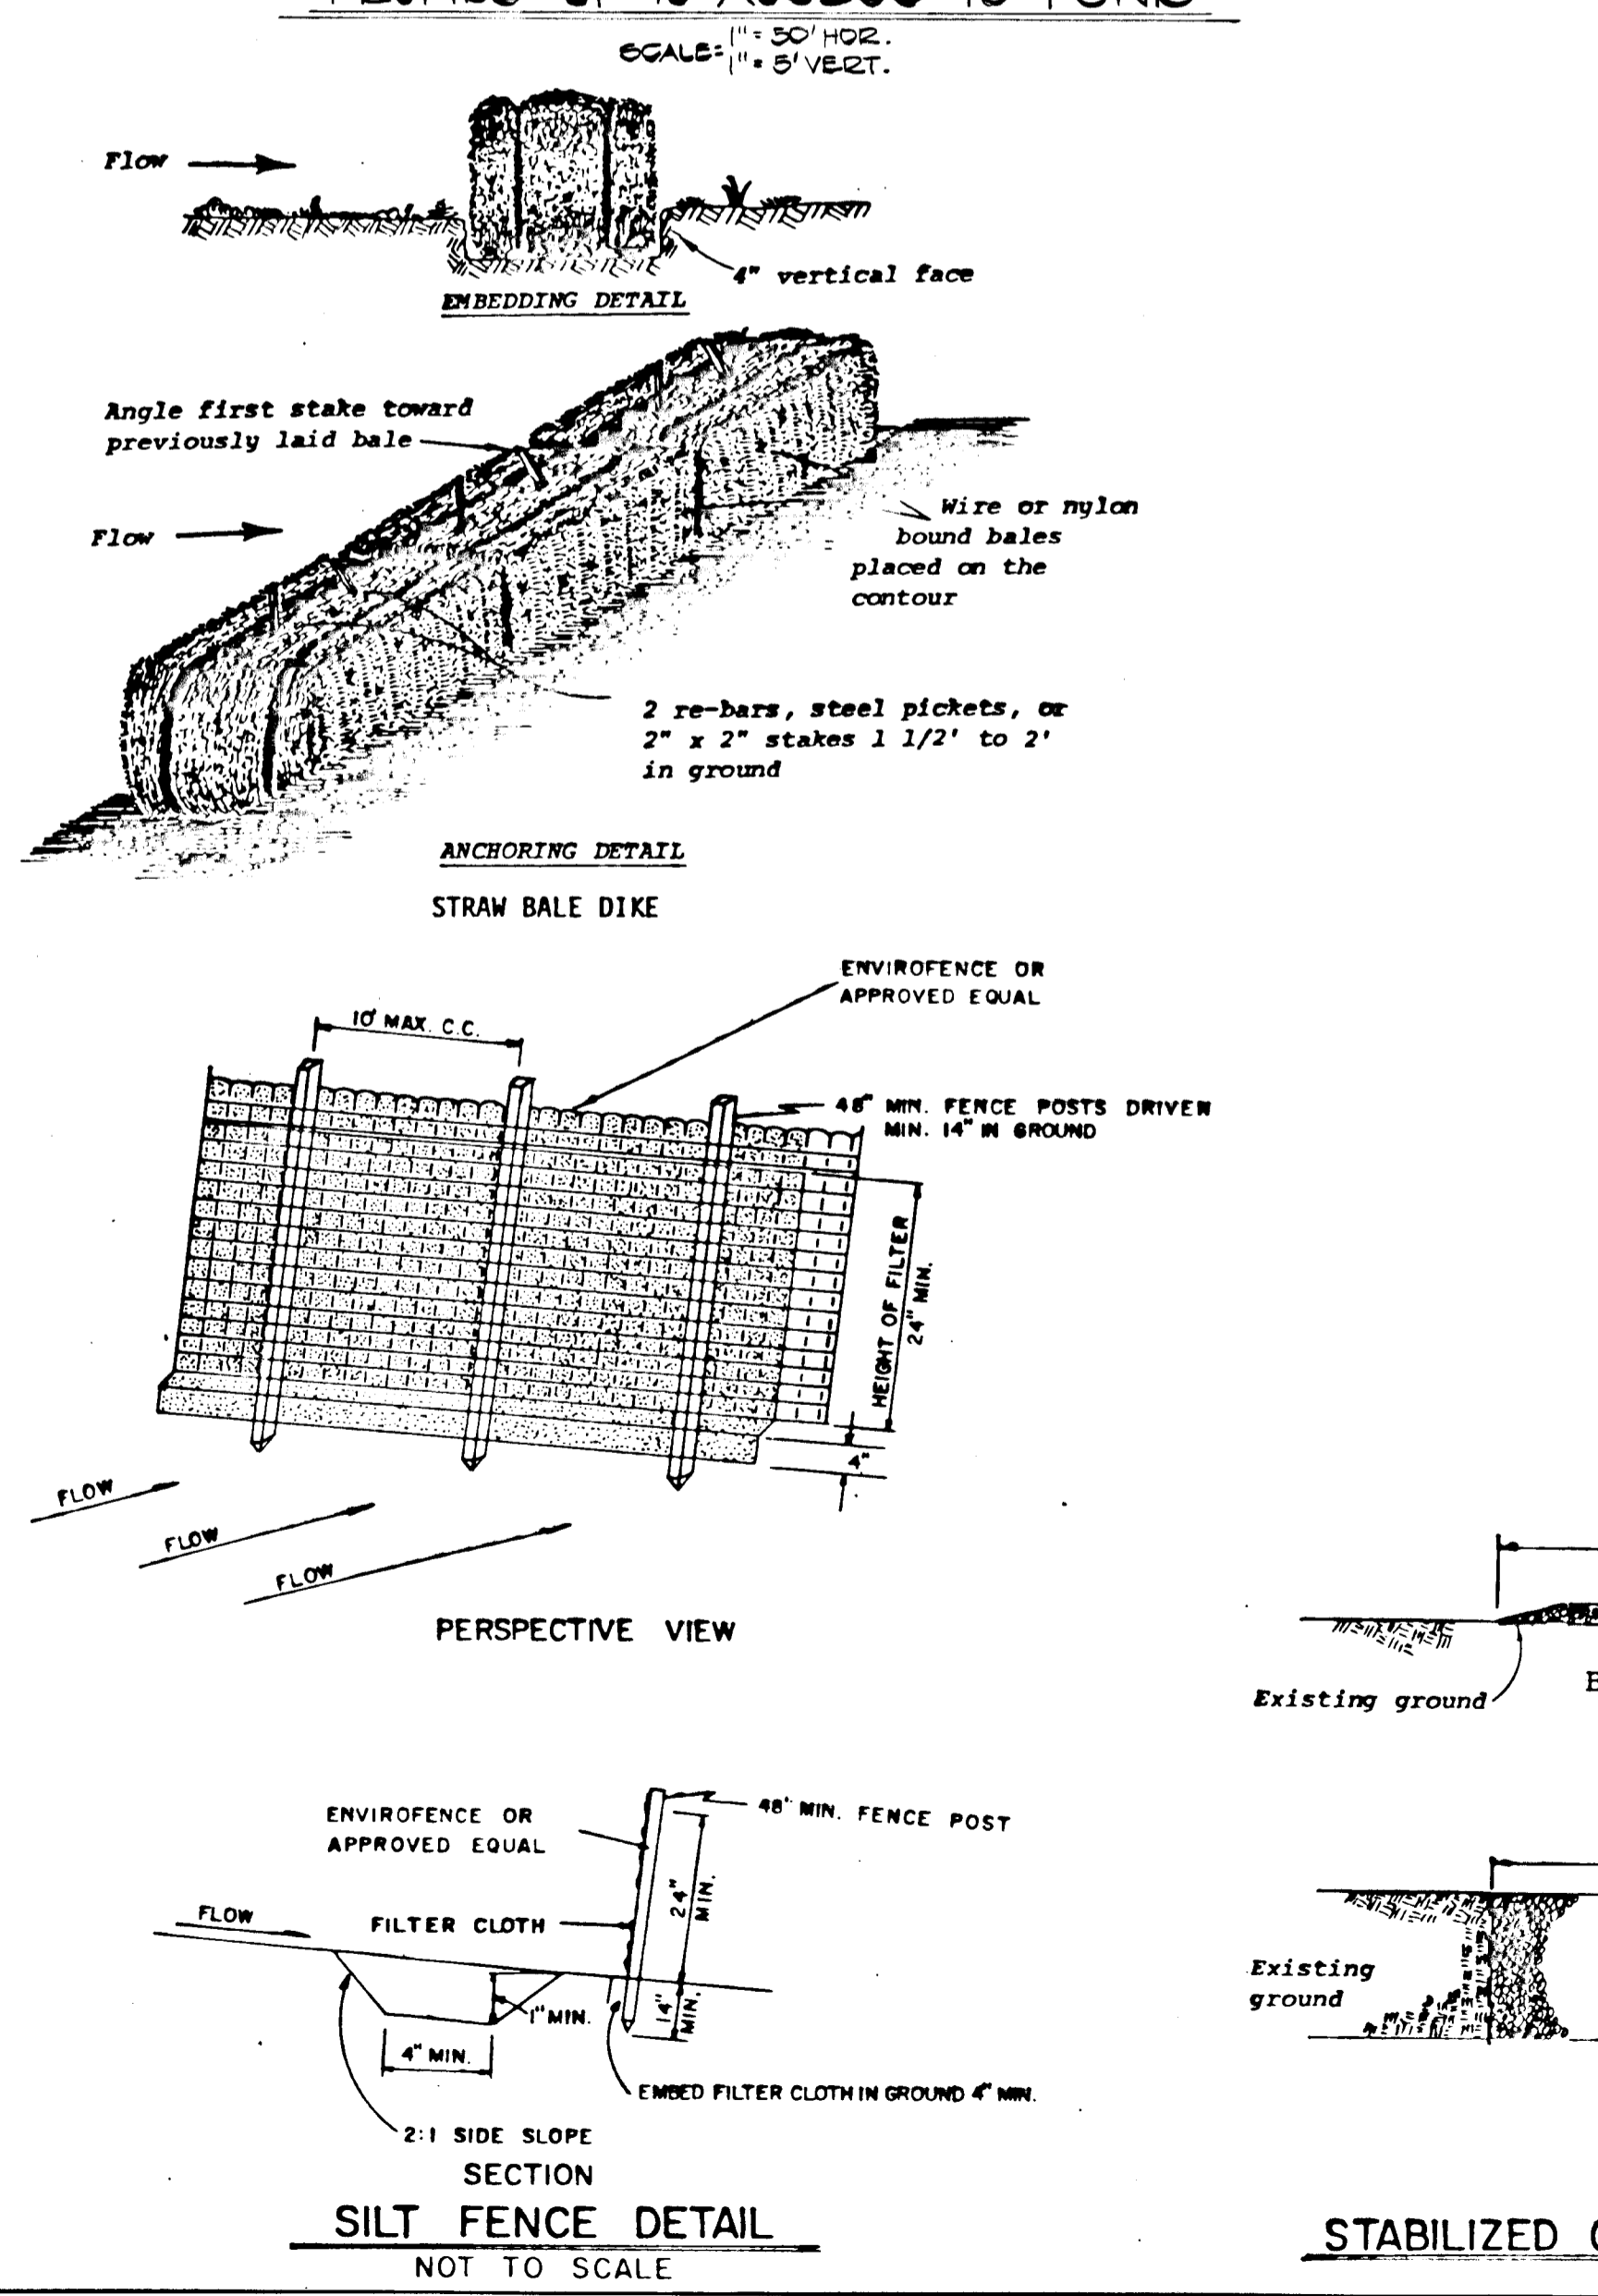 SCALE: 1" = 50' HOR.
1" = 5' VERT.
Flow
4" vertical face
EMBEDDING DETAIL
Angle first stake toward
previously laid bale
Flow
Wire or nylon
bound bales
placed on the
contour
2 re-bars, steel pickets, or
2" x 2" stakes 1 1/2' to 2'
in ground
ANCHORING DETAIL
STRAW BALE DIKE
ENVIROFENCE OR
APPROVED EQUAL
10' MAX. C.C.
48" MIN. FENCE POSTS DRIVEN
MIN. 14" IN GROUND
HEIGHT OF FILTER
24" MIN.
4"
FLOW
FLOW
FLOW
PERSPECTIVE VIEW
Existing ground
48" MIN. FENCE POST
ENVIROFENCE OR
APPROVED EQUAL
24"
MIN.
FLOW
FILTER CLOTH
1" MIN.
14"
MIN.
4" MIN.
EMBED FILTER CLOTH IN GROUND 4" MIN.
2:1 SIDE SLOPE
SECTION
SILT FENCE DETAIL
NOT TO SCALE
Existing
ground
STABILIZED